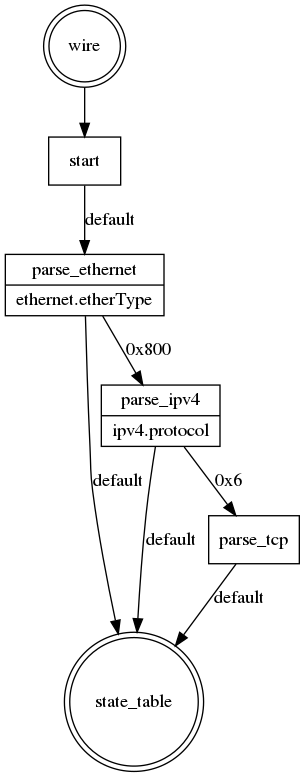 wire
start
default
parse_ethernet
ethernet.etherType
0x800
parse_ipv4
ipv4.protocol
default
default
0x6
parse_tcp
default
state_table